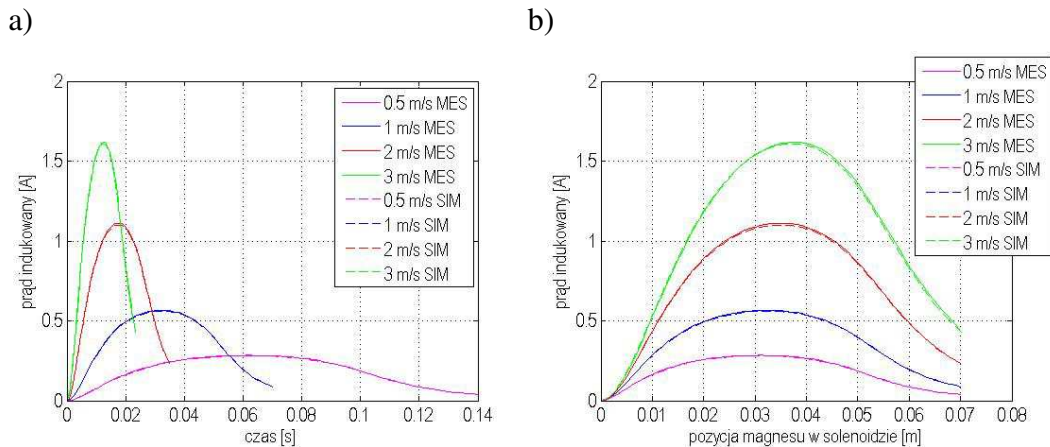 a)
b)
2
1.5
1
0.5
0
0 0.02 0.04 0.06 0.08 0.1 0.12 0.14
prąd indukowany [A]
czas [s]
0.5 m/s MES
1 m/s MES
2 m/s MES
3 m/s MES
0.5 m/s SIM
1 m/s SIM
2 m/s SIM
3 m/s SIM
2
1.5
1
0.5
0
0 0.01 0.02 0.03 0.04 0.05 0.06 0.07 0.08
prąd indukowany [A]
pozycja magnesu w solenoidzie [m]
0.5 m/s MES
1 m/s MES
2 m/s MES
3 m/s MES
0.5 m/s SIM
1 m/s SIM
2 m/s SIM
3 m/s SIM